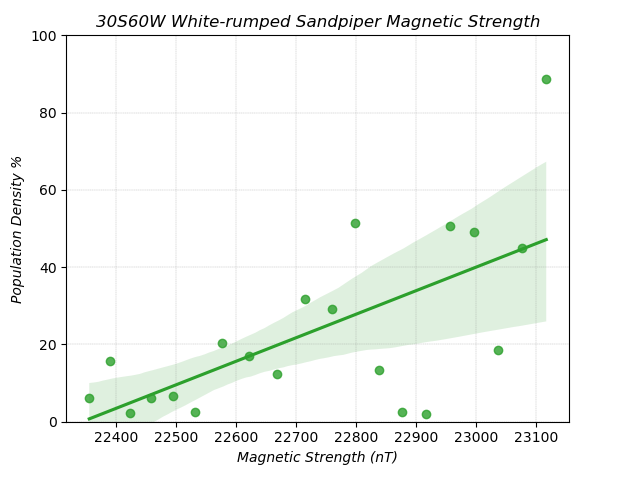 30S60W White-rumped Sandpiper Magnetic Strength
100
80
60
40
20
0
Population Density %
22400 22500 22600 22700 22800 22900 23000 23100
Magnetic Strength (nT)